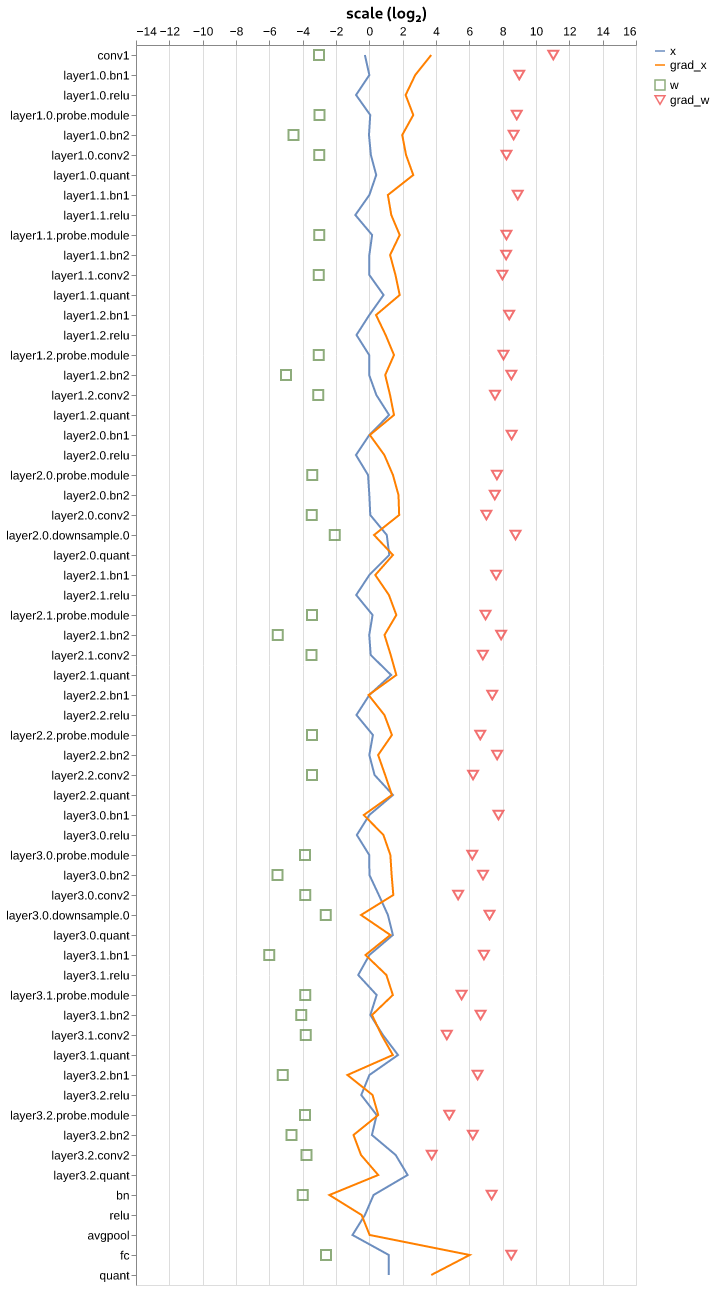 scale (log₂)
−14 −12 −10 −8 −6 −4 −2 0 2 4 6 8 10 12 14 16
x
grad_x
w
grad_w
conv1
layer1.0.bn1
layer1.0.relu
layer1.0.probe.module
layer1.0.bn2
layer1.0.conv2
layer1.0.quant
layer1.1.bn1
layer1.1.relu
layer1.1.probe.module
layer1.1.bn2
layer1.1.conv2
layer1.1.quant
layer1.2.bn1
layer1.2.relu
layer1.2.probe.module
layer1.2.bn2
layer1.2.conv2
layer1.2.quant
layer2.0.bn1
layer2.0.relu
layer2.0.probe.module
layer2.0.bn2
layer2.0.conv2
layer2.0.downsample.0
layer2.0.quant
layer2.1.bn1
layer2.1.relu
layer2.1.probe.module
layer2.1.bn2
layer2.1.conv2
layer2.1.quant
layer2.2.bn1
layer2.2.relu
layer2.2.probe.module
layer2.2.bn2
layer2.2.conv2
layer2.2.quant
layer3.0.bn1
layer3.0.relu
layer3.0.probe.module
layer3.0.bn2
layer3.0.conv2
layer3.0.downsample.0
layer3.0.quant
layer3.1.bn1
layer3.1.relu
layer3.1.probe.module
layer3.1.bn2
layer3.1.conv2
layer3.1.quant
layer3.2.bn1
layer3.2.relu
layer3.2.probe.module
layer3.2.bn2
layer3.2.conv2
layer3.2.quant
bn
relu
avgpool
fc
quant